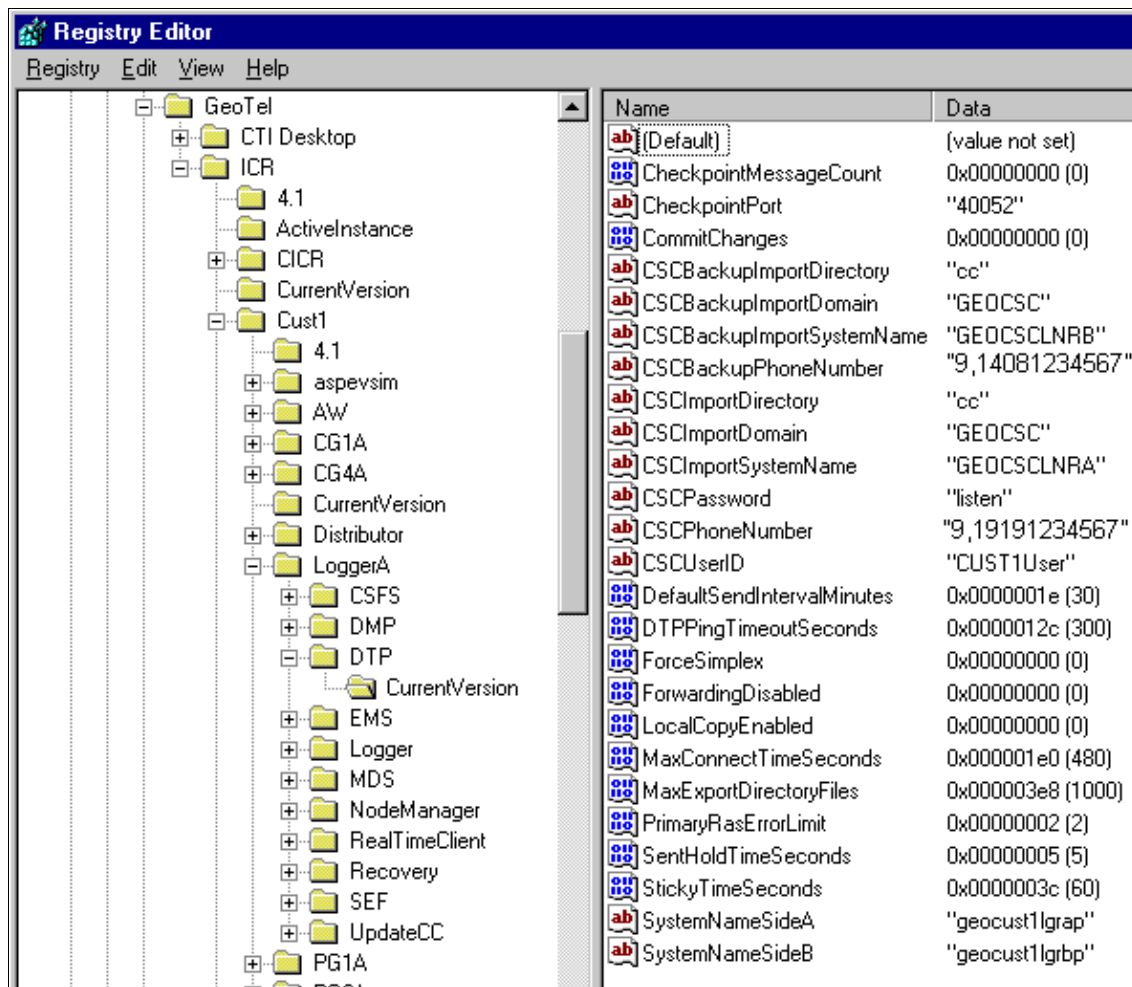 Registry Editor
Registry Edit View Help
GeoTel
CTI Desktop
ICR
4.1
ActiveInstance
CICR
CurrentVersion
Cust1
4.1
aspevsim
AW
CG1A
CG4A
CurrentVersion
Distributor
LoggerA
CSFS
DMP
DTP
CurrentVersion
EMS
Logger
MDS
NodeManager
RealTimeClient
Recovery
SEF
UpdateCC
PG1A
Name Data
(Default) (value not set)
CheckpointMessageCount 0x00000000 (0)
CheckpointPort "40052"
CommitChanges 0x00000000 (0)
CSCBackupImportDirectory "cc"
CSCBackupImportDomain "GEOCSC"
CSCBackupImportSystemName "GEOCSCLNRB"
CSCBackupPhoneNumber "9,14081234567"
CSCImportDirectory "cc"
CSCImportDomain "GEOCSC"
CSCImportSystemName "GEOCSCLNRA"
CSCPassword "listen"
CSCPhoneNumber "9,19191234567"
CSCUserID "CUST1User"
DefaultSendIntervalMinutes 0x0000001e (30)
DTPPingTimeoutSeconds 0x0000012c (300)
ForceSimplex 0x00000000 (0)
ForwardingDisabled 0x00000000 (0)
LocalCopyEnabled 0x00000000 (0)
MaxConnectTimeSeconds 0x000001e0 (480)
MaxExportDirectoryFiles 0x000003e8 (1000)
PrimaryRasErrorLimit 0x00000002 (2)
SentHoldTimeSeconds 0x00000005 (5)
StickyTimeSeconds 0x0000003c (60)
SystemNameSideA "geocust1lgrap"
SystemNameSideB "geocust1lgrbp"